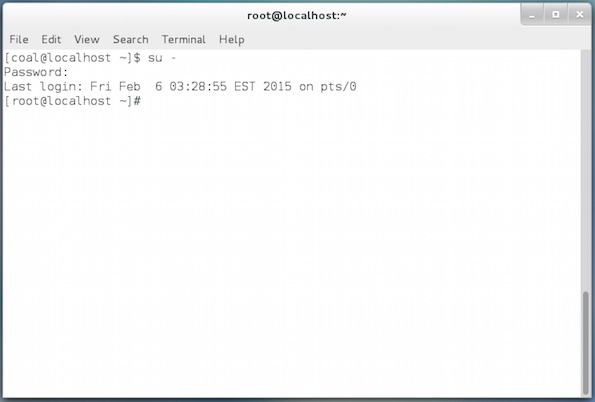 root@localhost:~
File Edit View Search Terminal Help
[coal@localhost ~]$ su -
Password:
Last login: Fri Feb  6 03:28:55 EST 2015 on pts/0
[root@localhost ~]#